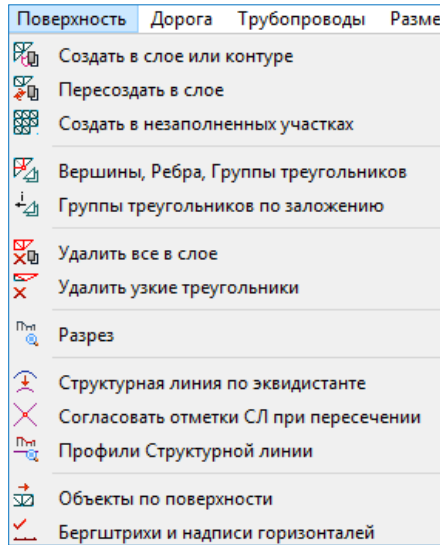 Поверхность Дорога Трубопроводы Разме
Создать в слое или контуре
Пересоздать в слое
Создать в незаполненных участках
Вершины, Ребра, Группы треугольников
Группы треугольников по заложению
Удалить все в слое
Удалить узкие треугольники
Разрез
Структурная линия по эквидистанте
Согласовать отметки СЛ при пересечении
Профили Структурной линии
Объекты по поверхности
Бергштрихи и надписи горизонталей